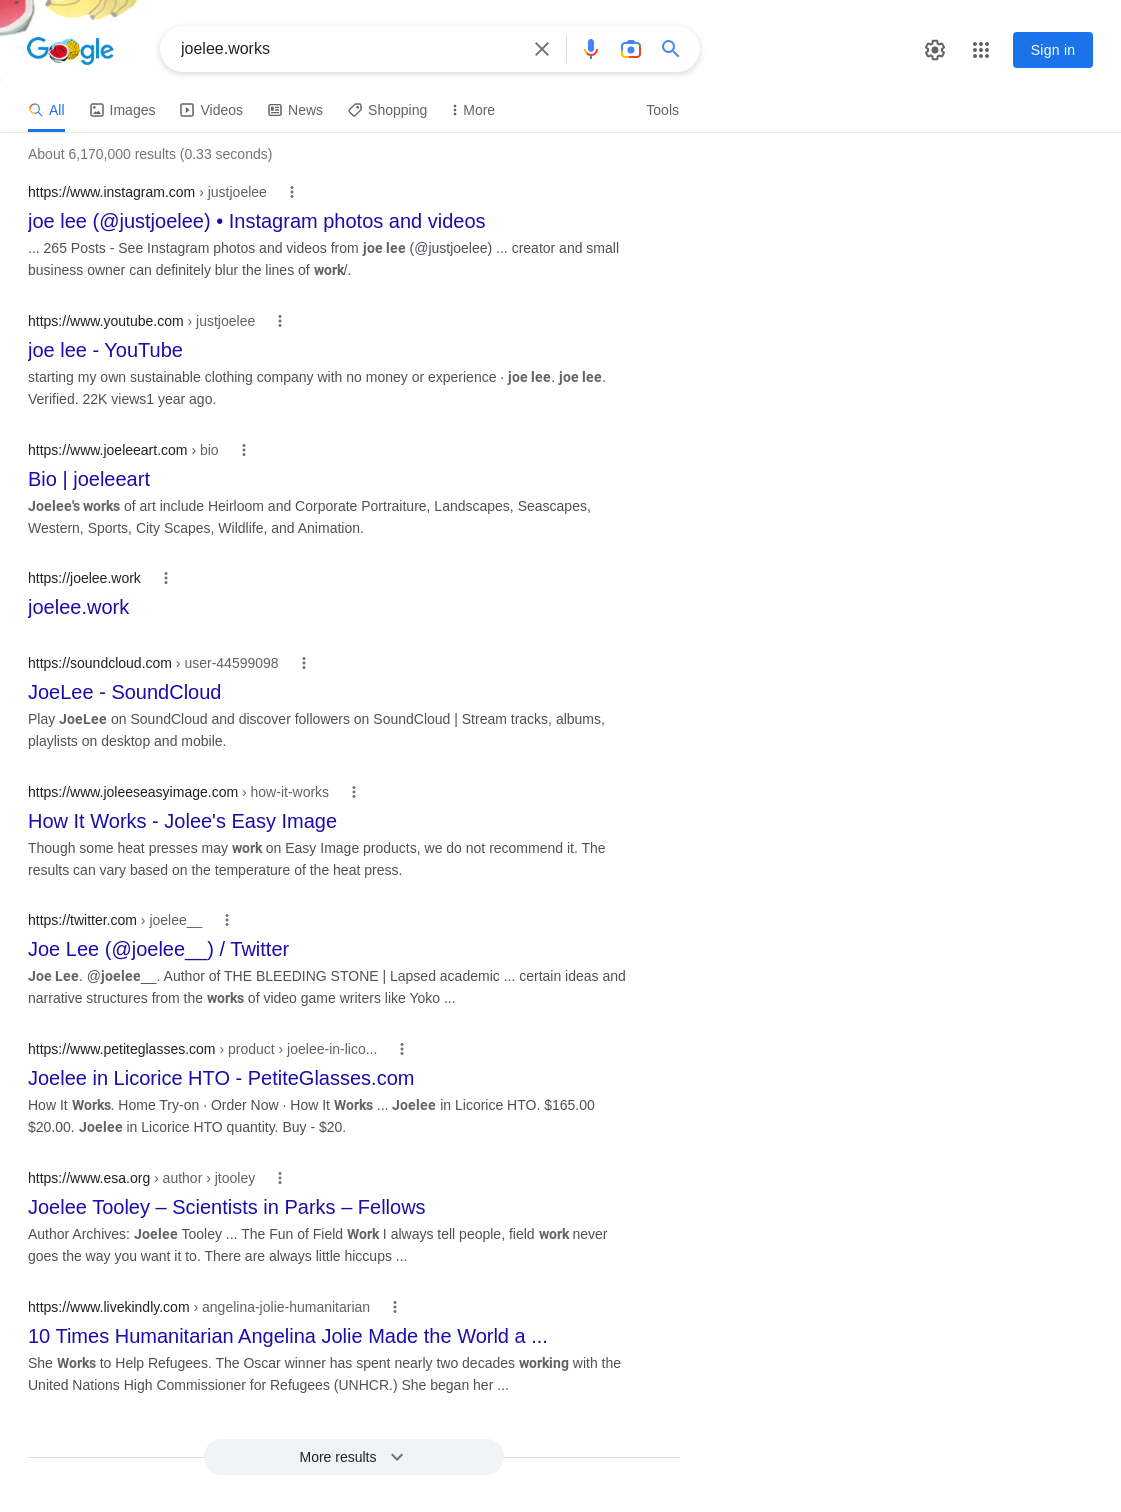 Google
joelee.works
Sign in
All Images Videos News Shopping More Tools
About 6,170,000 results (0.33 seconds)
https://www.instagram.com › justjoelee
joe lee (@justjoelee) • Instagram photos and videos
... 265 Posts - See Instagram photos and videos from joe lee (@justjoelee) ... creator and small
business owner can definitely blur the lines of work/.
https://www.youtube.com › justjoelee
joe lee - YouTube
starting my own sustainable clothing company with no money or experience · joe lee. joe lee.
Verified. 22K views1 year ago.
https://www.joeleeart.com › bio
Bio | joeleeart
Joelee's works of art include Heirloom and Corporate Portraiture, Landscapes, Seascapes,
Western, Sports, City Scapes, Wildlife, and Animation.
https://joelee.work
joelee.work
https://soundcloud.com › user-44599098
JoeLee - SoundCloud
Play JoeLee on SoundCloud and discover followers on SoundCloud | Stream tracks, albums,
playlists on desktop and mobile.
https://www.joleeseasyimage.com › how-it-works
How It Works - Jolee's Easy Image
Though some heat presses may work on Easy Image products, we do not recommend it. The
results can vary based on the temperature of the heat press.
https://twitter.com › joelee__
Joe Lee (@joelee__) / Twitter
Joe Lee. @joelee__. Author of THE BLEEDING STONE | Lapsed academic ... certain ideas and
narrative structures from the works of video game writers like Yoko ...
https://www.petiteglasses.com › product › joelee-in-lico...
Joelee in Licorice HTO - PetiteGlasses.com
How It Works. Home Try-on · Order Now · How It Works ... Joelee in Licorice HTO. $165.00
$20.00. Joelee in Licorice HTO quantity. Buy - $20.
https://www.esa.org › author › jtooley
Joelee Tooley – Scientists in Parks – Fellows
Author Archives: Joelee Tooley ... The Fun of Field Work I always tell people, field work never
goes the way you want it to. There are always little hiccups ...
https://www.livekindly.com › angelina-jolie-humanitarian
10 Times Humanitarian Angelina Jolie Made the World a ...
She Works to Help Refugees. The Oscar winner has spent nearly two decades working with the
United Nations High Commissioner for Refugees (UNHCR.) She began her ...
More results